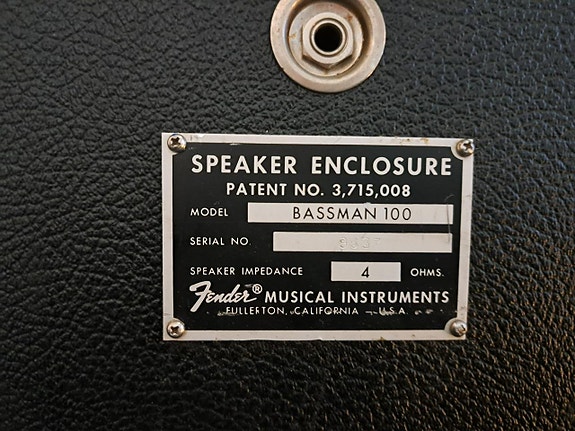 SPEAKER ENCLOSURE
PATENT NO. 3,715,008
MODEL BASSMAN 100
SERIAL NO.
SPEAKER IMPEDANCE 4 OHMS.
Fender® MUSICAL INSTRUMENTS
FULLERTON, CALIFORNIA U.S.A.